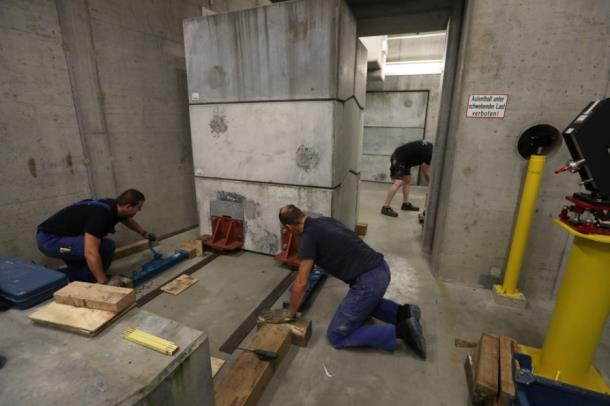 Aufenthalt unter
schwebender Last
verboten!